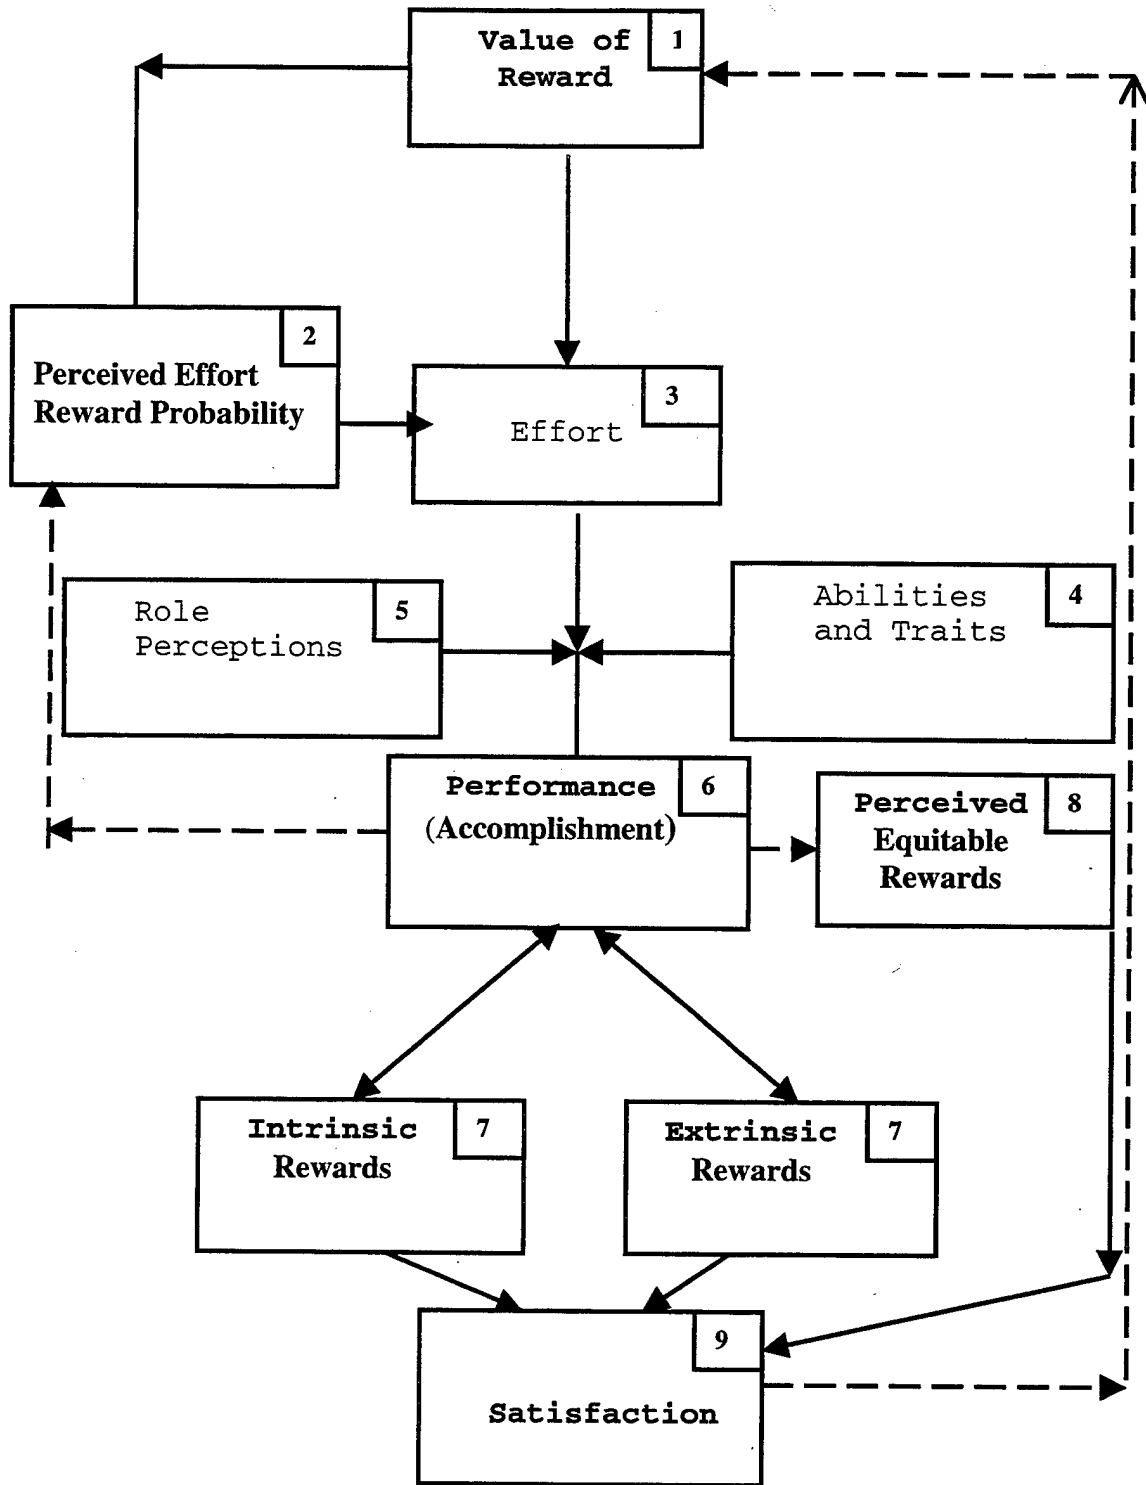 Value of
Reward
1
2
Perceived Effort
Reward Probability
3
Effort
Role
Perceptions
5
Abilities
and Traits
4
Performance
(Accomplishment)
6
Perceived
Equitable
Rewards
8
Intrinsic
Rewards
7
Extrinsic
Rewards
7
9
Satisfaction